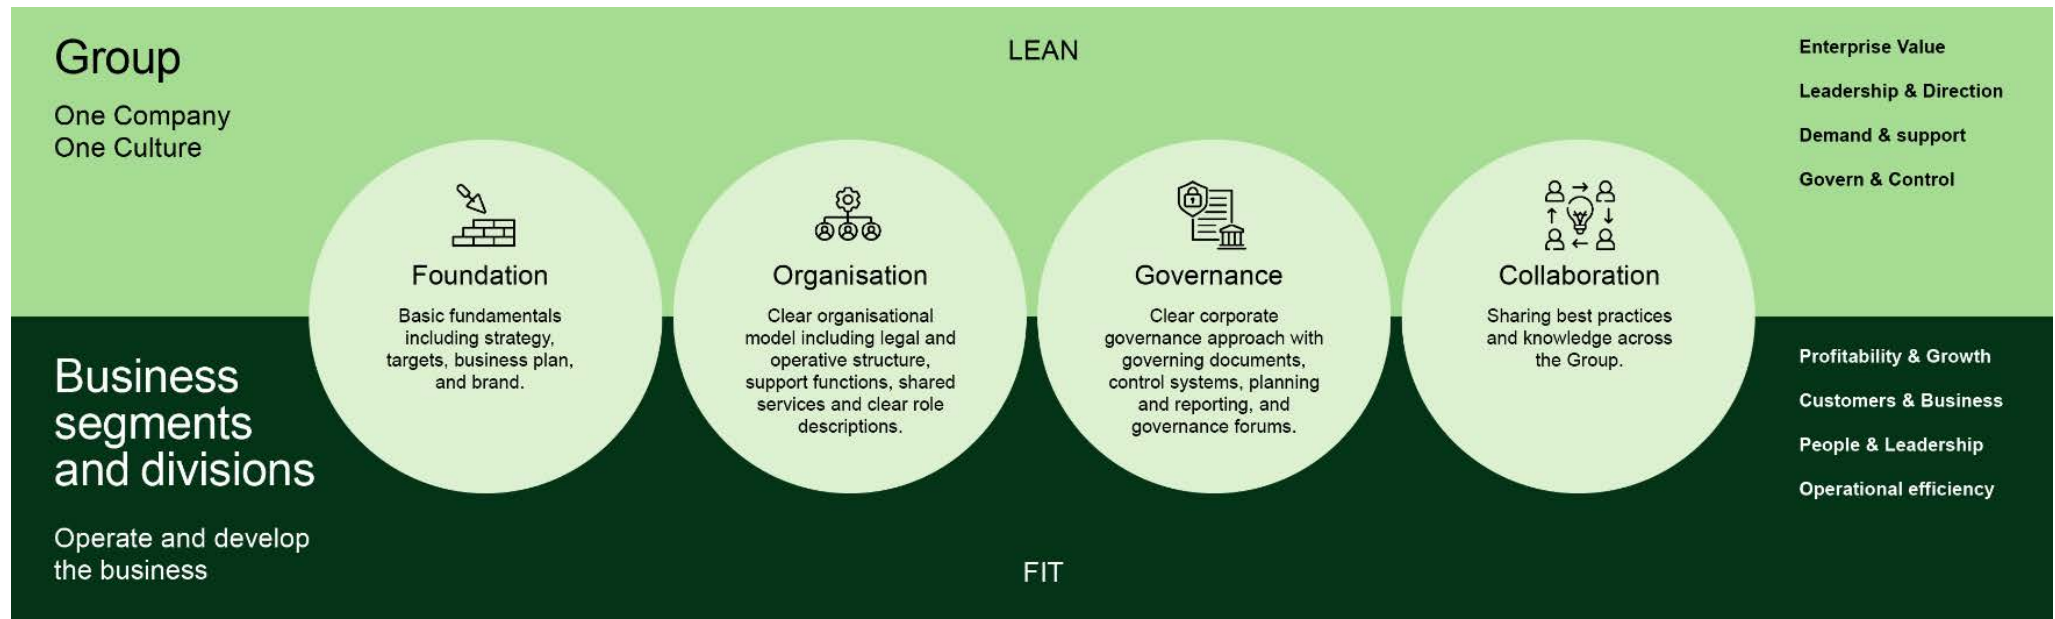 Group
One Company
One Culture
LEAN
Enterprise Value
Leadership & Direction
Demand & support
Govern & Control
Foundation
Basic fundamentals
including strategy,
targets, business plan,
and brand.
Organisation
Clear organisational
model including legal and
operative structure,
support functions, shared
services and clear role
descriptions.
Governance
Clear corporate
governance approach with
governing documents,
control systems, planning
and reporting, and
governance forums.
Collaboration
Sharing best practices
and knowledge across
the Group.
Business
segments
and divisions
Operate and develop
the business
FIT
Profitability & Growth
Customers & Business
People & Leadership
Operational efficiency